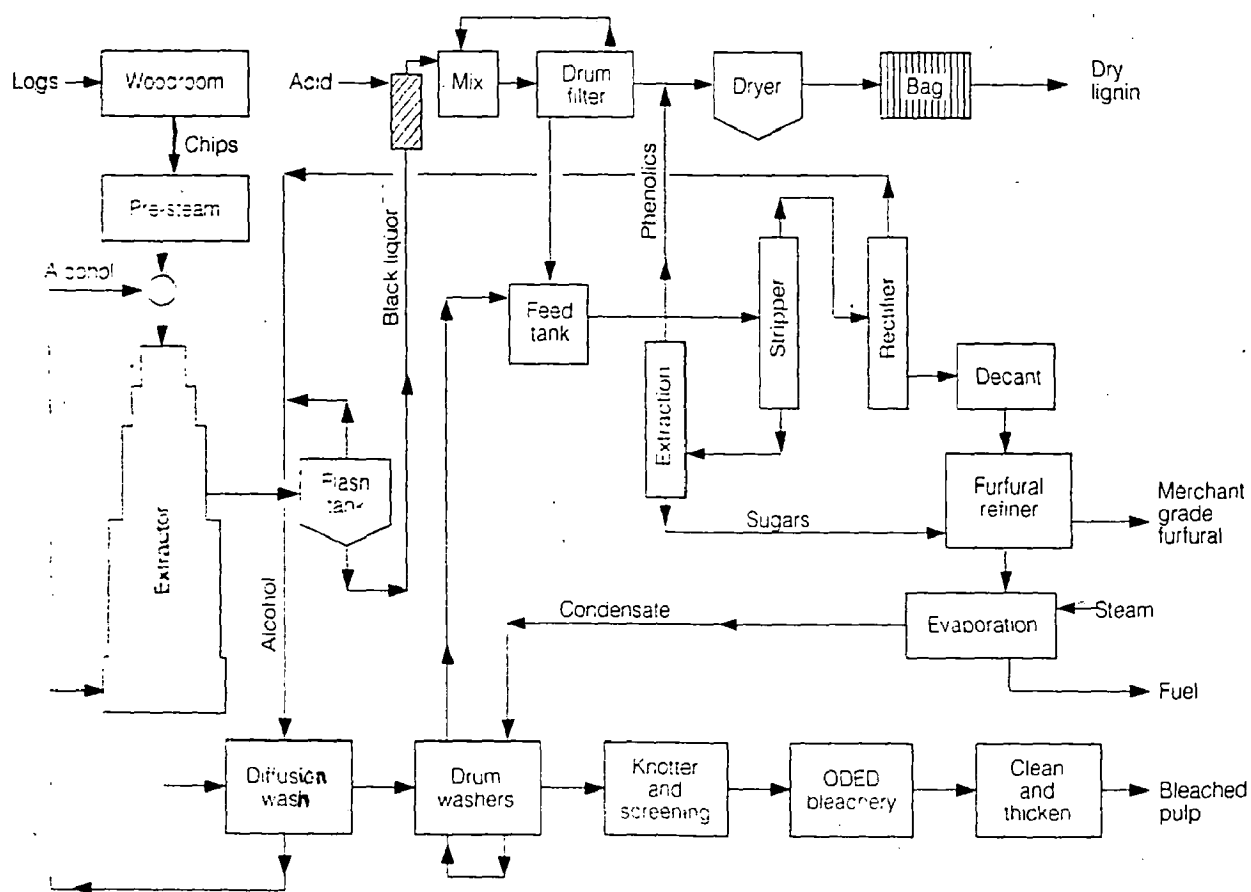 Logs
Woodroom
Chips
Pre-steam
Alcohol
Extractor
Acid
Mix
Drum
filter
Dryer
Bag
Dry
lignin
Black liquor
Phenolics
Feed
tank
Stripper
Rectifier
Extraction
Decant
Flash
tank
Furfural
refiner
Merchant
grade
furfural
Sugars
Alcohol
Condensate
Evaporation
Steam
Fuel
Diffusion
wash
Drum
washers
Knotter
and
screening
ODED
bleachery
Clean
and
thicken
Bleached
pulp